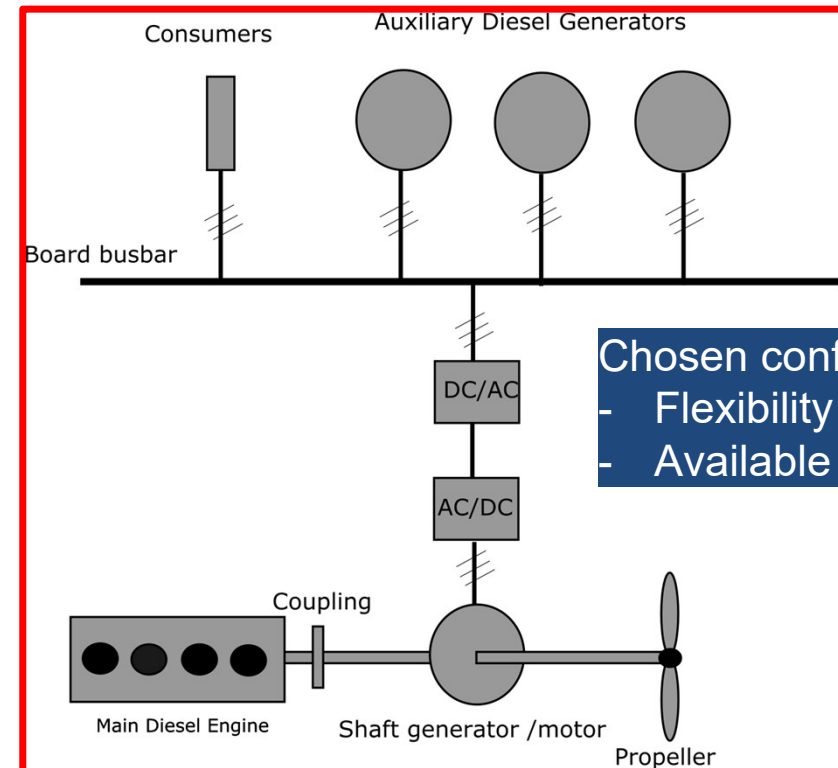 Consumers
Auxiliary Diesel Generators
Board busbar
DC/AC
Chosen
- Flexibility
- Available
AC/DC
Coupling
Main Diesel Engine
Shaft generator /motor
Propeller